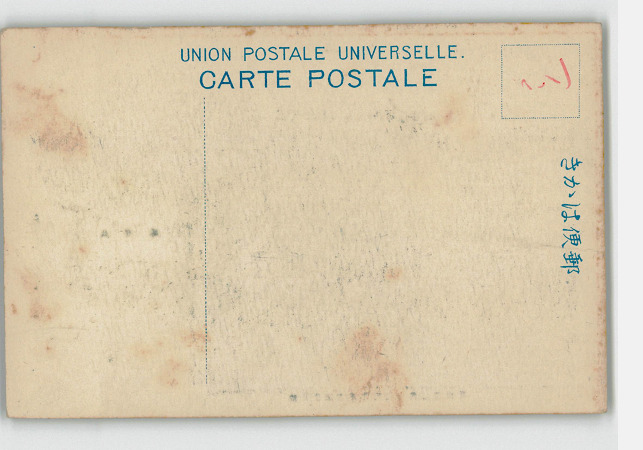 UNION POSTALE UNIVERSELLE.
CARTE POSTALE
きかは便郵